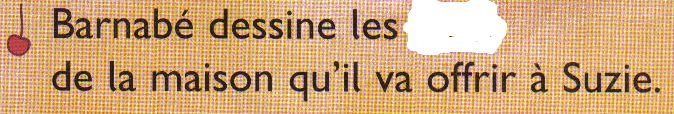 Barnabé dessine les
de la maison qu'il va offrir à Suzie.